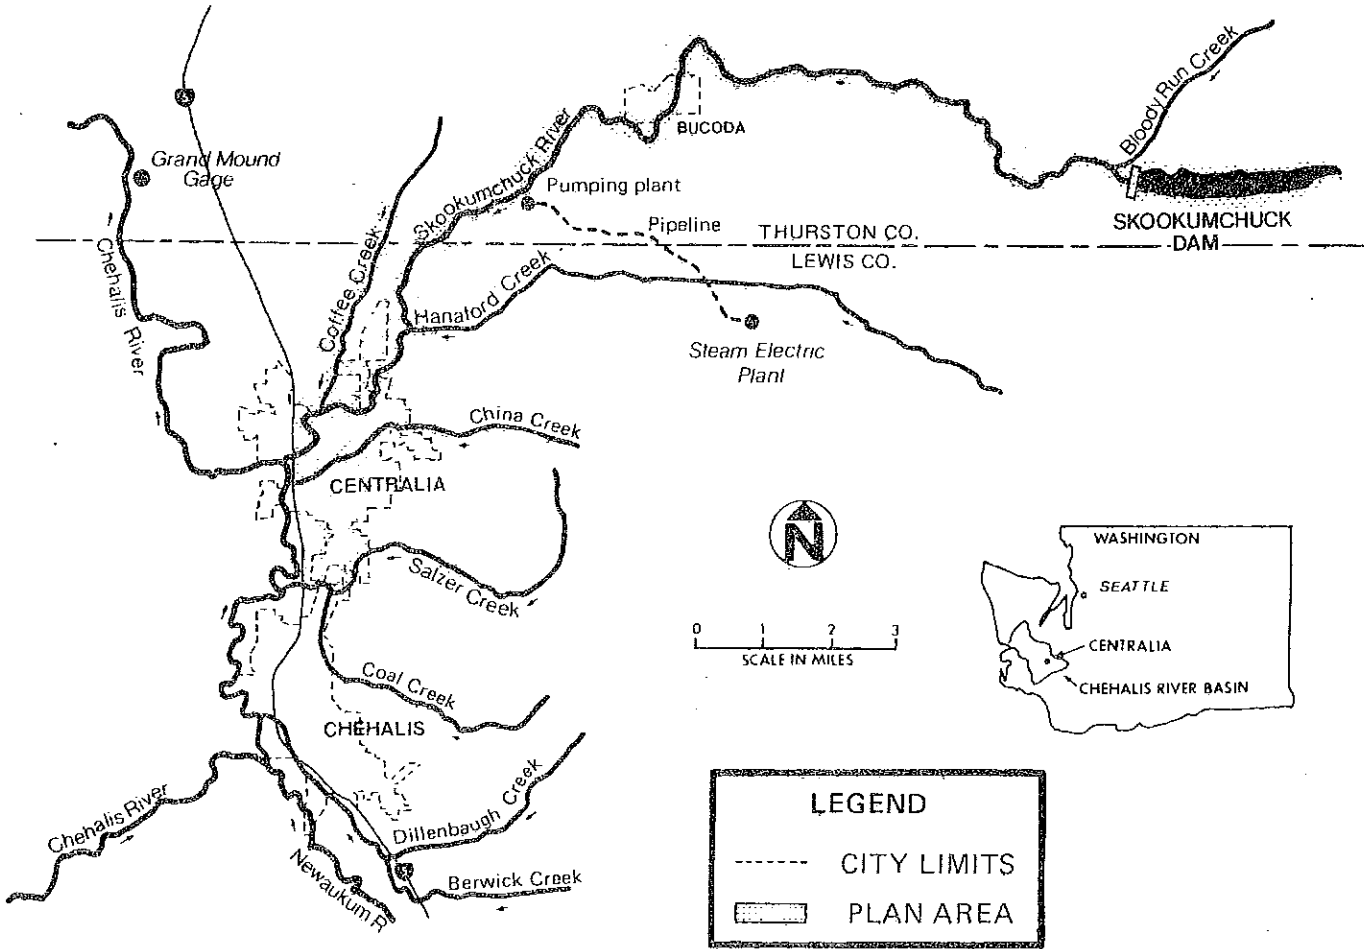 Bloody Run Creek
BUCODA
Grand Mound
Gage
Skookumchuck River
Pumping plant
Pipeline
SKOOKUMCHUCK
DAM
THURSTON CO.
LEWIS CO.
Chehalis
River
Coffee Creek
Hanaford Creek
Steam Electric
Plant
China Creek
CENTRALIA
N
WASHINGTON
SEATTLE
CENTRALIA
CHEHALIS RIVER BASIN
Salzer Creek
0 1 2 3
SCALE IN MILES
Coal Creek
CHEHALIS
Chehalis River
Dillenbaugh Creek
Newaukum R
Berwick Creek
LEGEND
CITY LIMITS
PLAN AREA